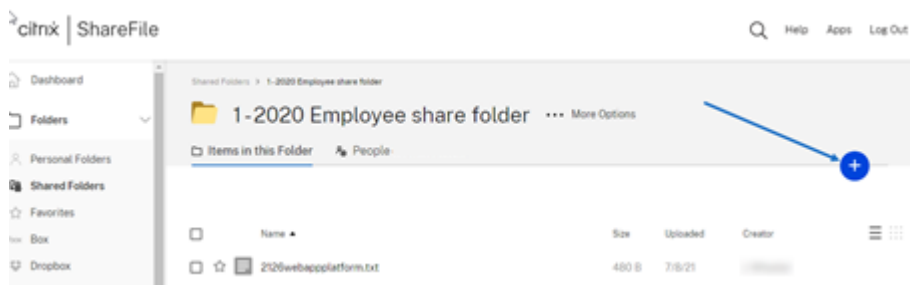 citrix | ShareFile
Help Apps Log Out
Dashboard
Folders
Personal Folders
Shared Folders
Favorites
Box
Dropbox
Shared Folders > 1-2020 Employee share folder
1-2020 Employee share folder ••• More Options
Items in this Folder People
+
Name ▲ Size Uploaded Creator
2126webappplatform.txt 480 B 7/8/21